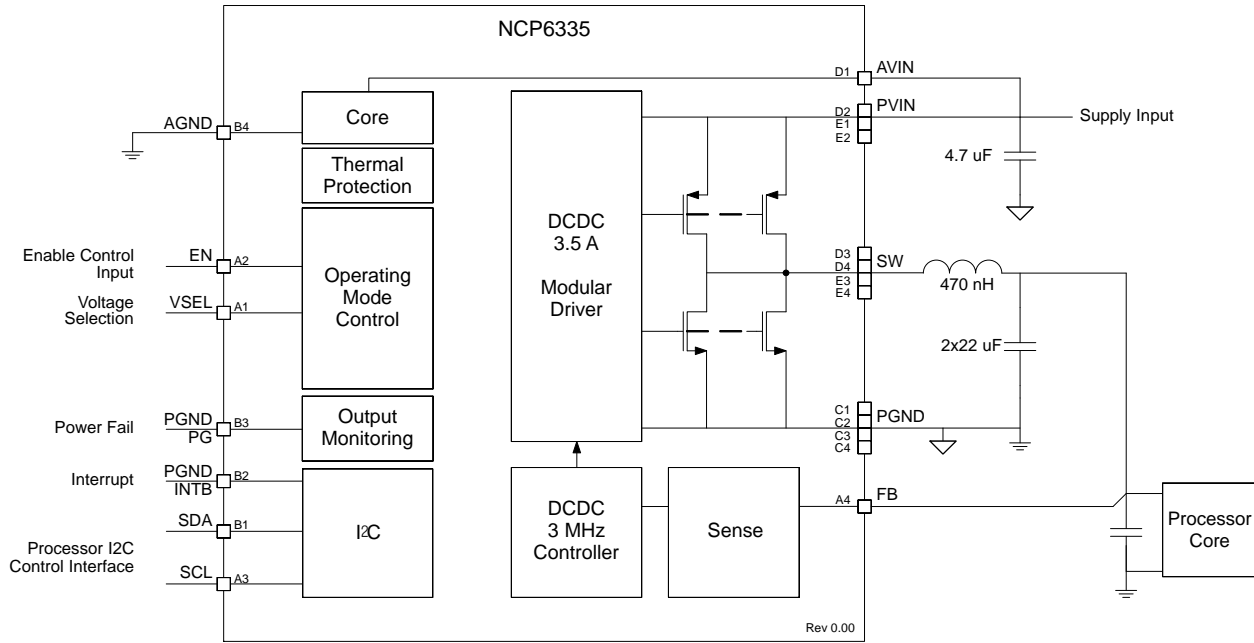 NCP6335
D1
AVIN
D2
E1
E2
PVIN
Supply Input
4.7 uF
AGND
B4
Core
Thermal
Protection
Enable Control
Input
EN
A2
Voltage
Selection
VSEL
A1
Operating
Mode
Control
DCDC
3.5 A
Modular
Driver
D3
D4
E3
E4
SW
470 nH
2x22 uF
Power Fail
PGND
PG
B3
Output
Monitoring
C1
C2
C3
C4
PGND
Interrupt
PGND
INTB
B2
SDA
B1
Processor I2C
Control Interface
SCL
A3
I2C
DCDC
3 MHz
Controller
Sense
A4
FB
Processor
Core
Rev 0.00